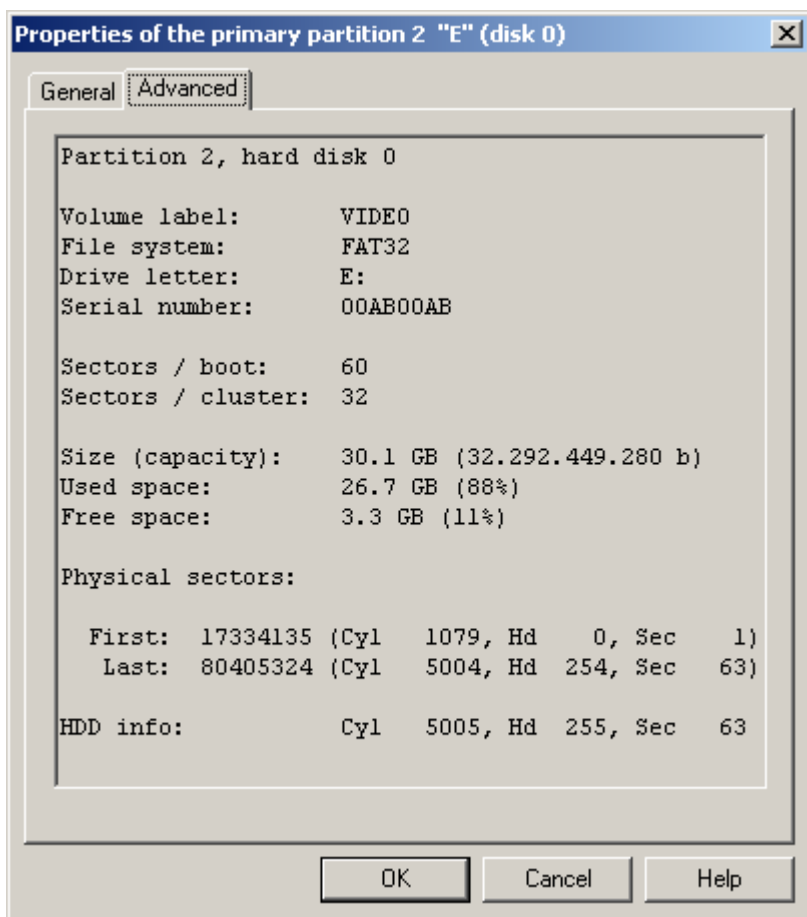 Properties of the primary partition 2 "E" (disk 0)
General Advanced
Partition 2, hard disk 0
Volume label: VIDEO
File system: FAT32
Drive letter: E:
Serial number: 00AB00AB
Sectors / boot: 60
Sectors / cluster: 32
Size (capacity): 30.1 GB (32.292.449.280 b)
Used space: 26.7 GB (88%)
Free space: 3.3 GB (11%)
Physical sectors:
First: 17334135 (Cyl 1079, Hd 0, Sec 1)
Last: 80405324 (Cyl 5004, Hd 254, Sec 63)
HDD info: Cyl 5005, Hd 255, Sec 63
OK Cancel Help